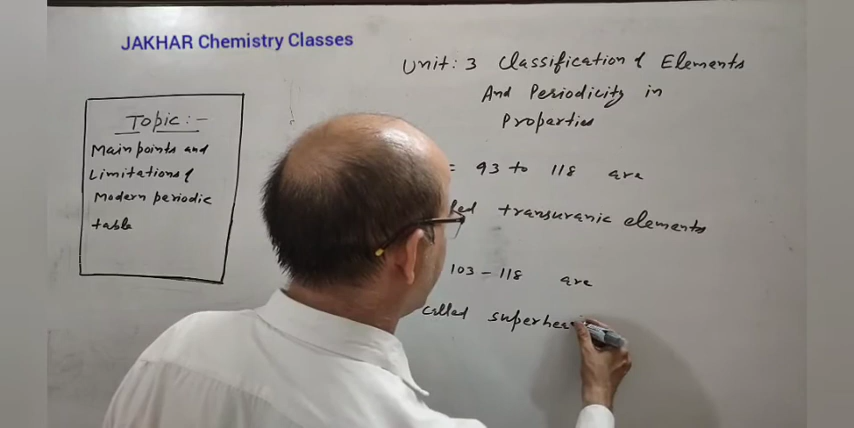 JAKHAR Chemistry Classes
Unit: 3 Classification of Elements
And Periodicity in
Properties
Topic :-
Main points and
Limitations of
Modern periodic
table
= 93 to 118 are
transuranic elements
103 - 118 are
called superhea